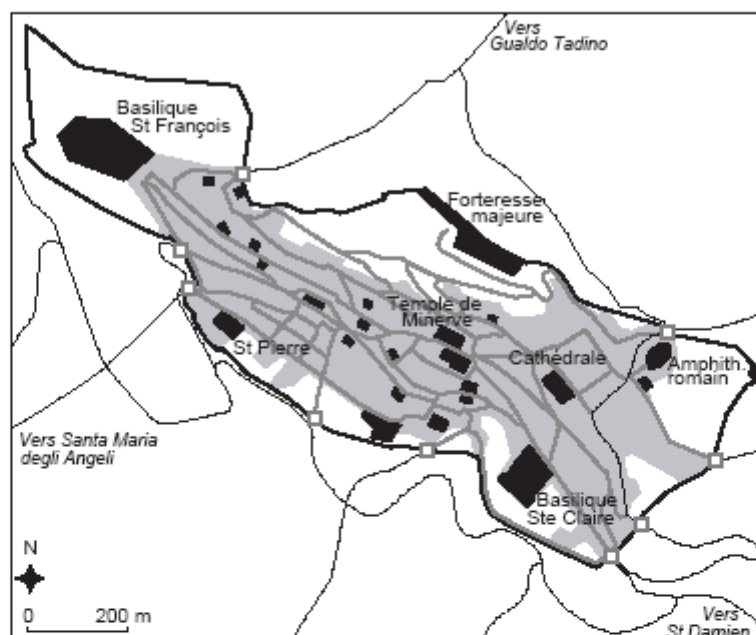 Vers
Gualdo Tadino
Basilique
St François
Forteresse
majeure
Temple de
Minerve
St Pierre
Cathédrale
Amphith.
romain
Vers Santa Maria
degli Angeli
Basilique
Ste Claire
N
0 200 m
Vers
St Damien